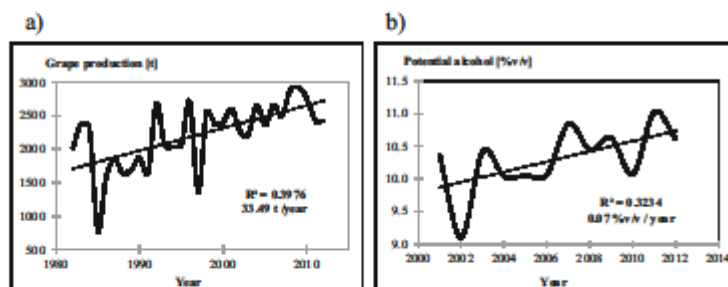 a)
Grape production [t]
3000
2500
2000
1500
1000
500
R² = 0.3976
33.49 t /year
1980
1990
2000
2010
Year
b)
Potential alcohol [%v/v]
11.5
11.0
10.5
10.0
9.5
9.0
R² = 0.3234
0.07 %v/v / year
2000
2002
2004
2006
2008
2010
2012
2014
Year